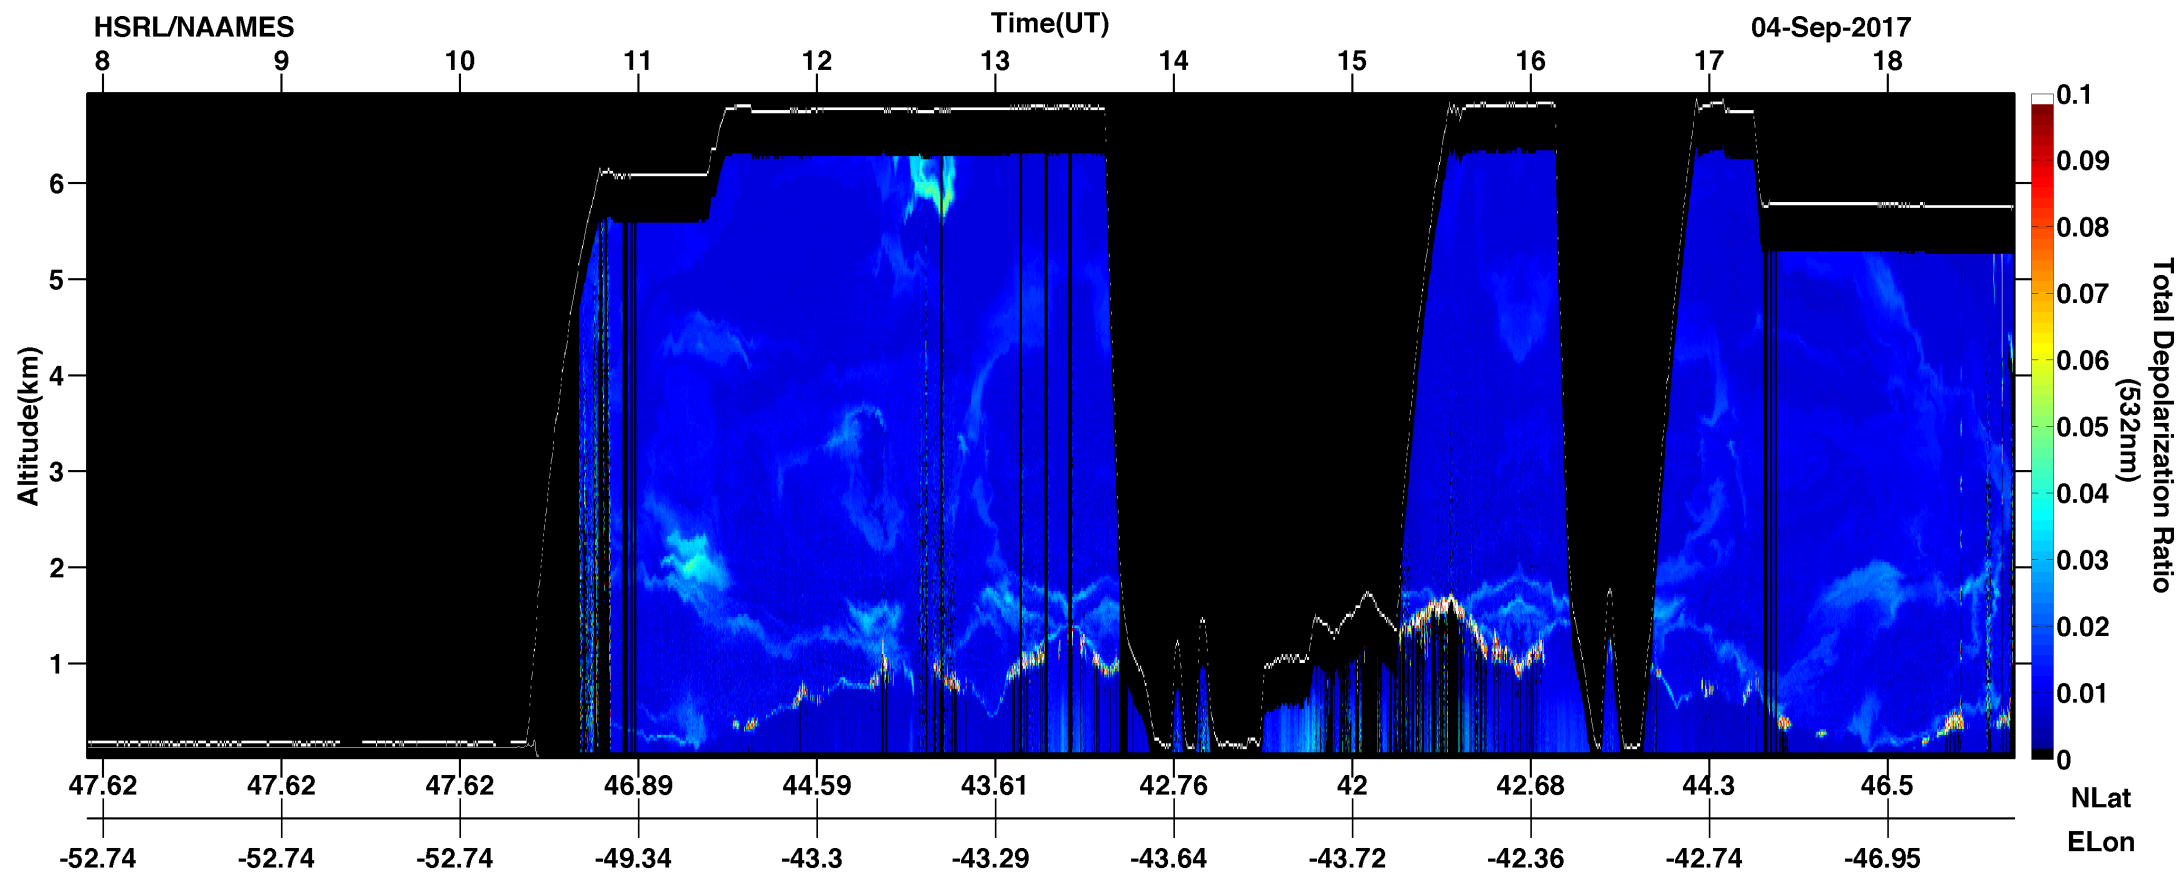 HSRL/NAAMES Time(UT) 04-Sep-2017
8 9 10 11 12 13 14 15 16 17 18
6
5
4
3
2
1
Altitude(km)
0.1
0.09
0.08
0.07
0.06
0.05
0.04
0.03
0.02
0.01
0
Total Depolarization Ratio
(532nm)
47.62 47.62 47.62 46.89 44.59 43.61 42.76 42 42.68 44.3 46.5 NLat
-52.74 -52.74 -52.74 -49.34 -43.3 -43.29 -43.64 -43.72 -42.36 -42.74 -46.95 ELon